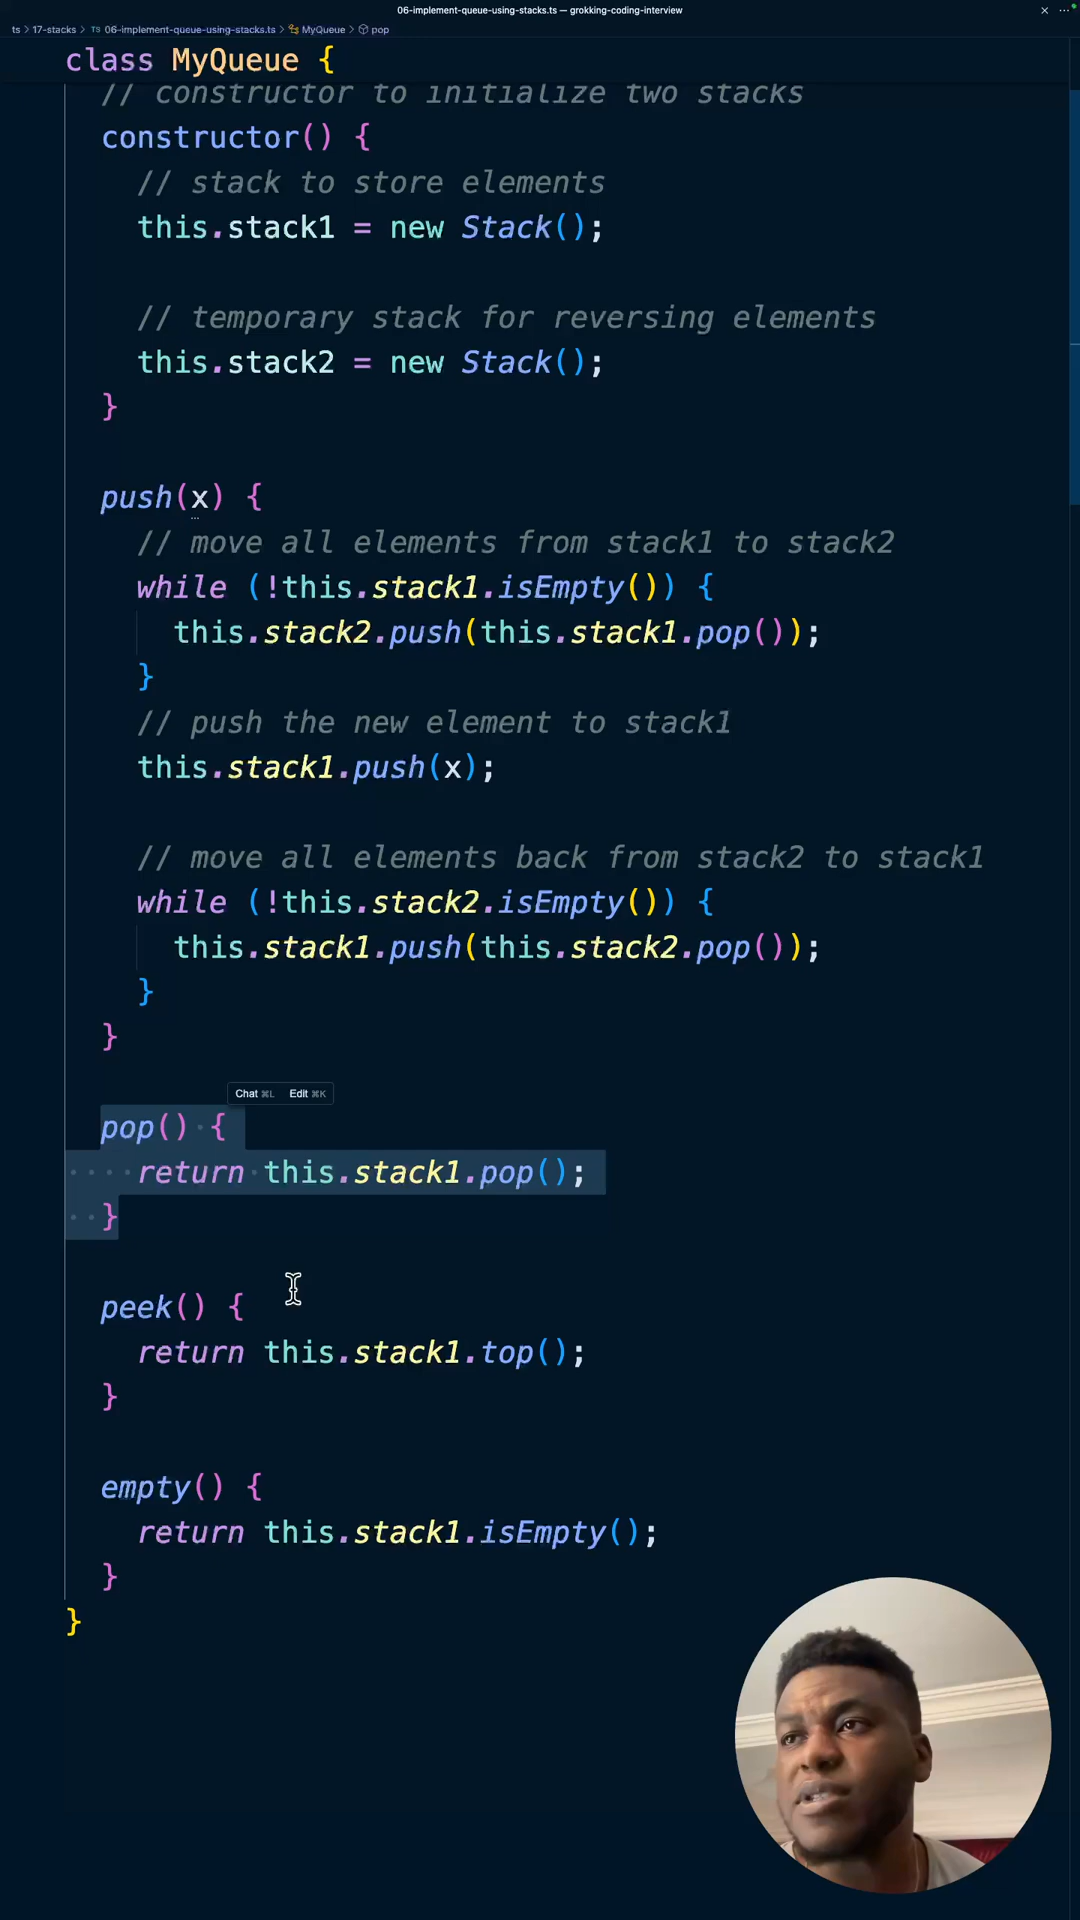 06-implement-queue-using-stacks.ts — grokking-coding-interview
ts > 17-stacks > TS 06-implement-queue-using-stacks.ts > MyQueue > pop
class MyQueue {
// constructor to initialize two stacks
constructor() {
// stack to store elements
this.stack1 = new Stack();
// temporary stack for reversing elements
this.stack2 = new Stack();
}
push(x) {
// move all elements from stack1 to stack2
while (!this.stack1.isEmpty()) {
this.stack2.push(this.stack1.pop());
}
// push the new element to stack1
this.stack1.push(x);
// move all elements back from stack2 to stack1
while (!this.stack2.isEmpty()) {
this.stack1.push(this.stack2.pop());
}
}
Chat ⌘L Edit ⌘K
pop() {
return this.stack1.pop();
}
peek() {
return this.stack1.top();
}
empty() {
return this.stack1.isEmpty();
}
}